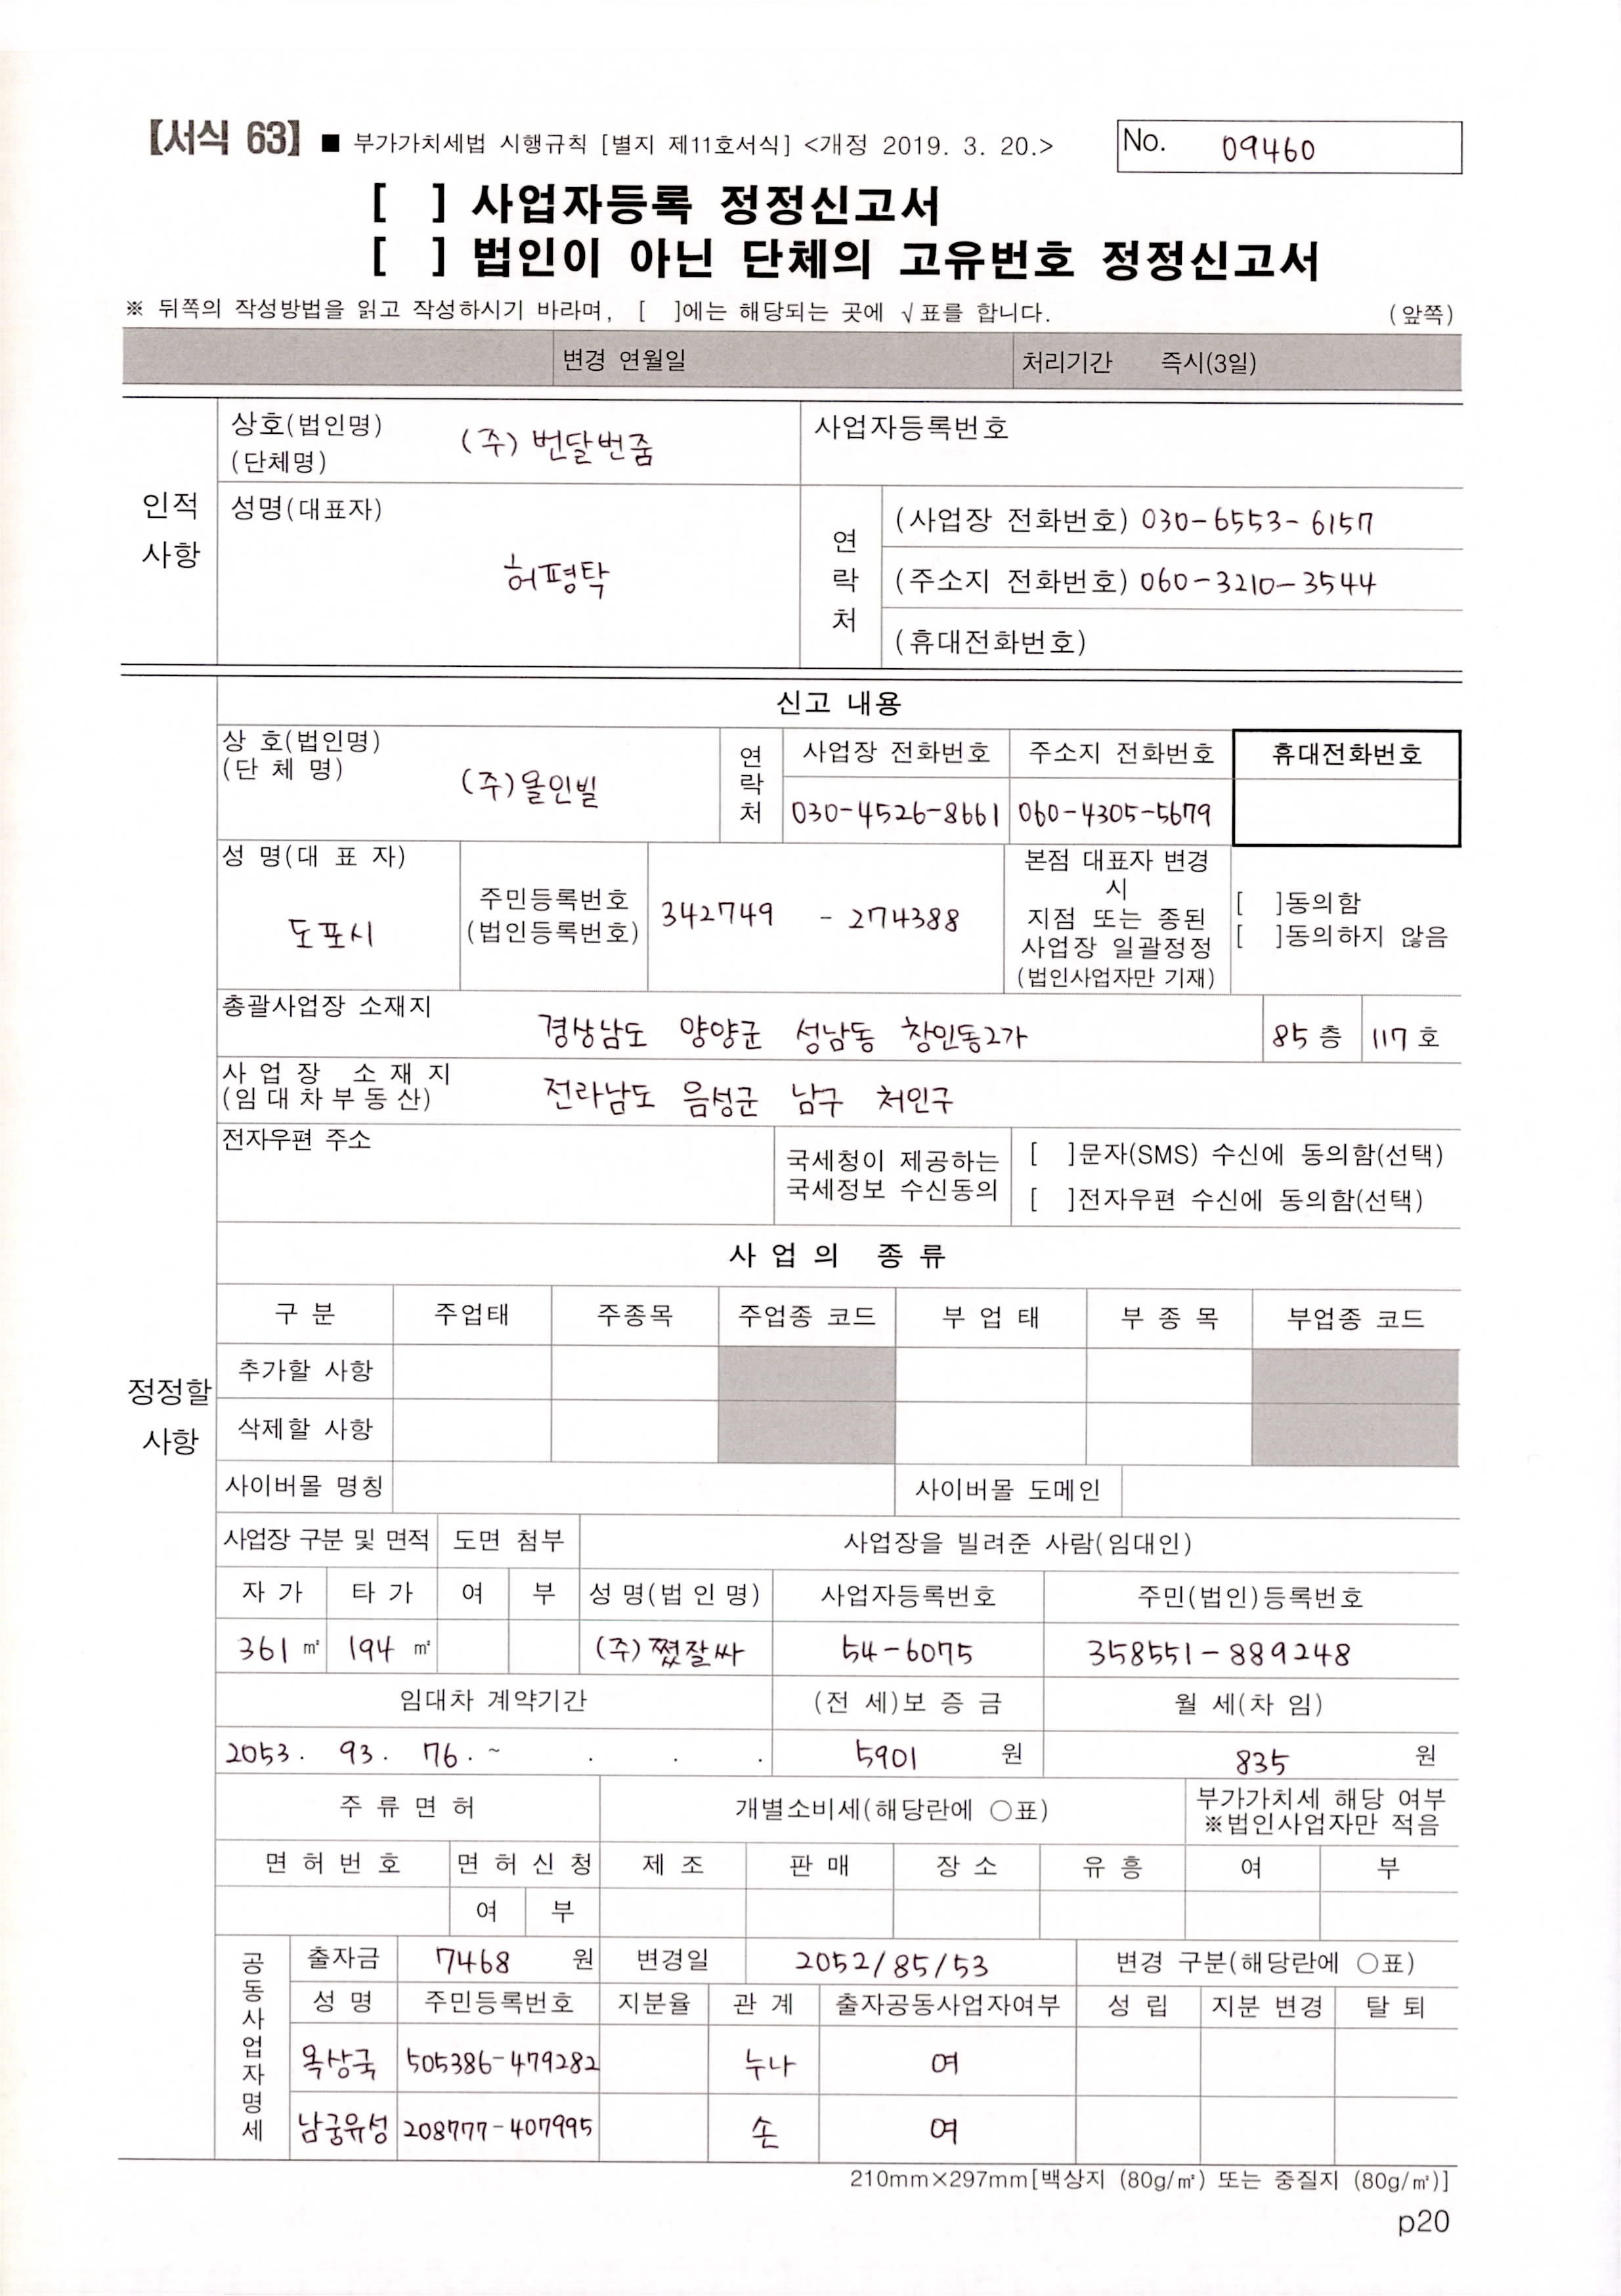 【서식 63】 ■ 부가가치세법 시행규칙 [별지 제11호서식] <개정 2019. 3. 20.>
No. 09460
[ ] 사업자등록 정정신고서
[ ] 법인이 아닌 단체의 고유번호 정정신고서
※ 뒤쪽의 작성방법을 읽고 작성하시기 바라며, [ ]에는 해당되는 곳에 √표를 합니다. (앞쪽)
변경 연월일 처리기간 즉시(3일)
인적
사항
상호(법인명)
(단체명)
(주) 번달번줌
사업자등록번호
성명(대표자)
허평탁
연
락
처
(사업장 전화번호) 030-6553-6157
(주소지 전화번호) 060-3210-3544
(휴대전화번호)
정정할
사항
신고 내용
상 호(법인명)
(단 체 명)
(주)올인빌
연
락
처
사업장 전화번호 주소지 전화번호 휴대전화번호
030-4526-8661 060-4305-5679
성 명(대 표 자)
도포시
주민등록번호
(법인등록번호)
342749 - 274388
본점 대표자 변경
시
지점 또는 종된
사업장 일괄정정
(법인사업자만 기재)
[ ]동의함
[ ]동의하지 않음
총괄사업장 소재지 경상남도 양양군 성남동 창인동2가 85 층 117 호
사 업 장 소 재 지
(임 대 차 부 동 산)
전라남도 음성군 남구 처인구
전자우편 주소
국세청이 제공하는
국세정보 수신동의
[ ]문자(SMS) 수신에 동의함(선택)
[ ]전자우편 수신에 동의함(선택)
사 업 의 종 류
구 분 주업태 주종목 주업종 코드 부 업 태 부 종 목 부업종 코드
추가할 사항
삭제할 사항
사이버몰 명칭 사이버몰 도메인
사업장 구분 및 면적 도면 첨부 사업장을 빌려준 사람(임대인)
자 가 타 가 여 부 성 명(법 인 명) 사업자등록번호 주민(법인)등록번호
361 ㎡ 194 ㎡ (주)쩠잘싸 54-6075 358551-889248
임대차 계약기간 (전 세)보 증 금 월 세(차 임)
2053. 93. 76. ~ . . . 5901 원 835 원
주 류 면 허 개별소비세(해당란에 ○표)
부가가치세 해당 여부
※법인사업자만 적음
면 허 번 호 면 허 신 청 제 조 판 매 장 소 유 흥 여 부
여 부
공
동
사
업
자
명
세
출자금 7468 원 변경일 2052/85/53 변경 구분(해당란에 ○표)
성 명 주민등록번호 지분율 관 계 출자공동사업자여부 성 립 지분 변경 탈 퇴
옥상국 505386-479282 누나 여
남궁유성 208777-407995 손 여
210mm×297mm[백상지 (80g/㎡) 또는 중질지 (80g/㎡)]
p20